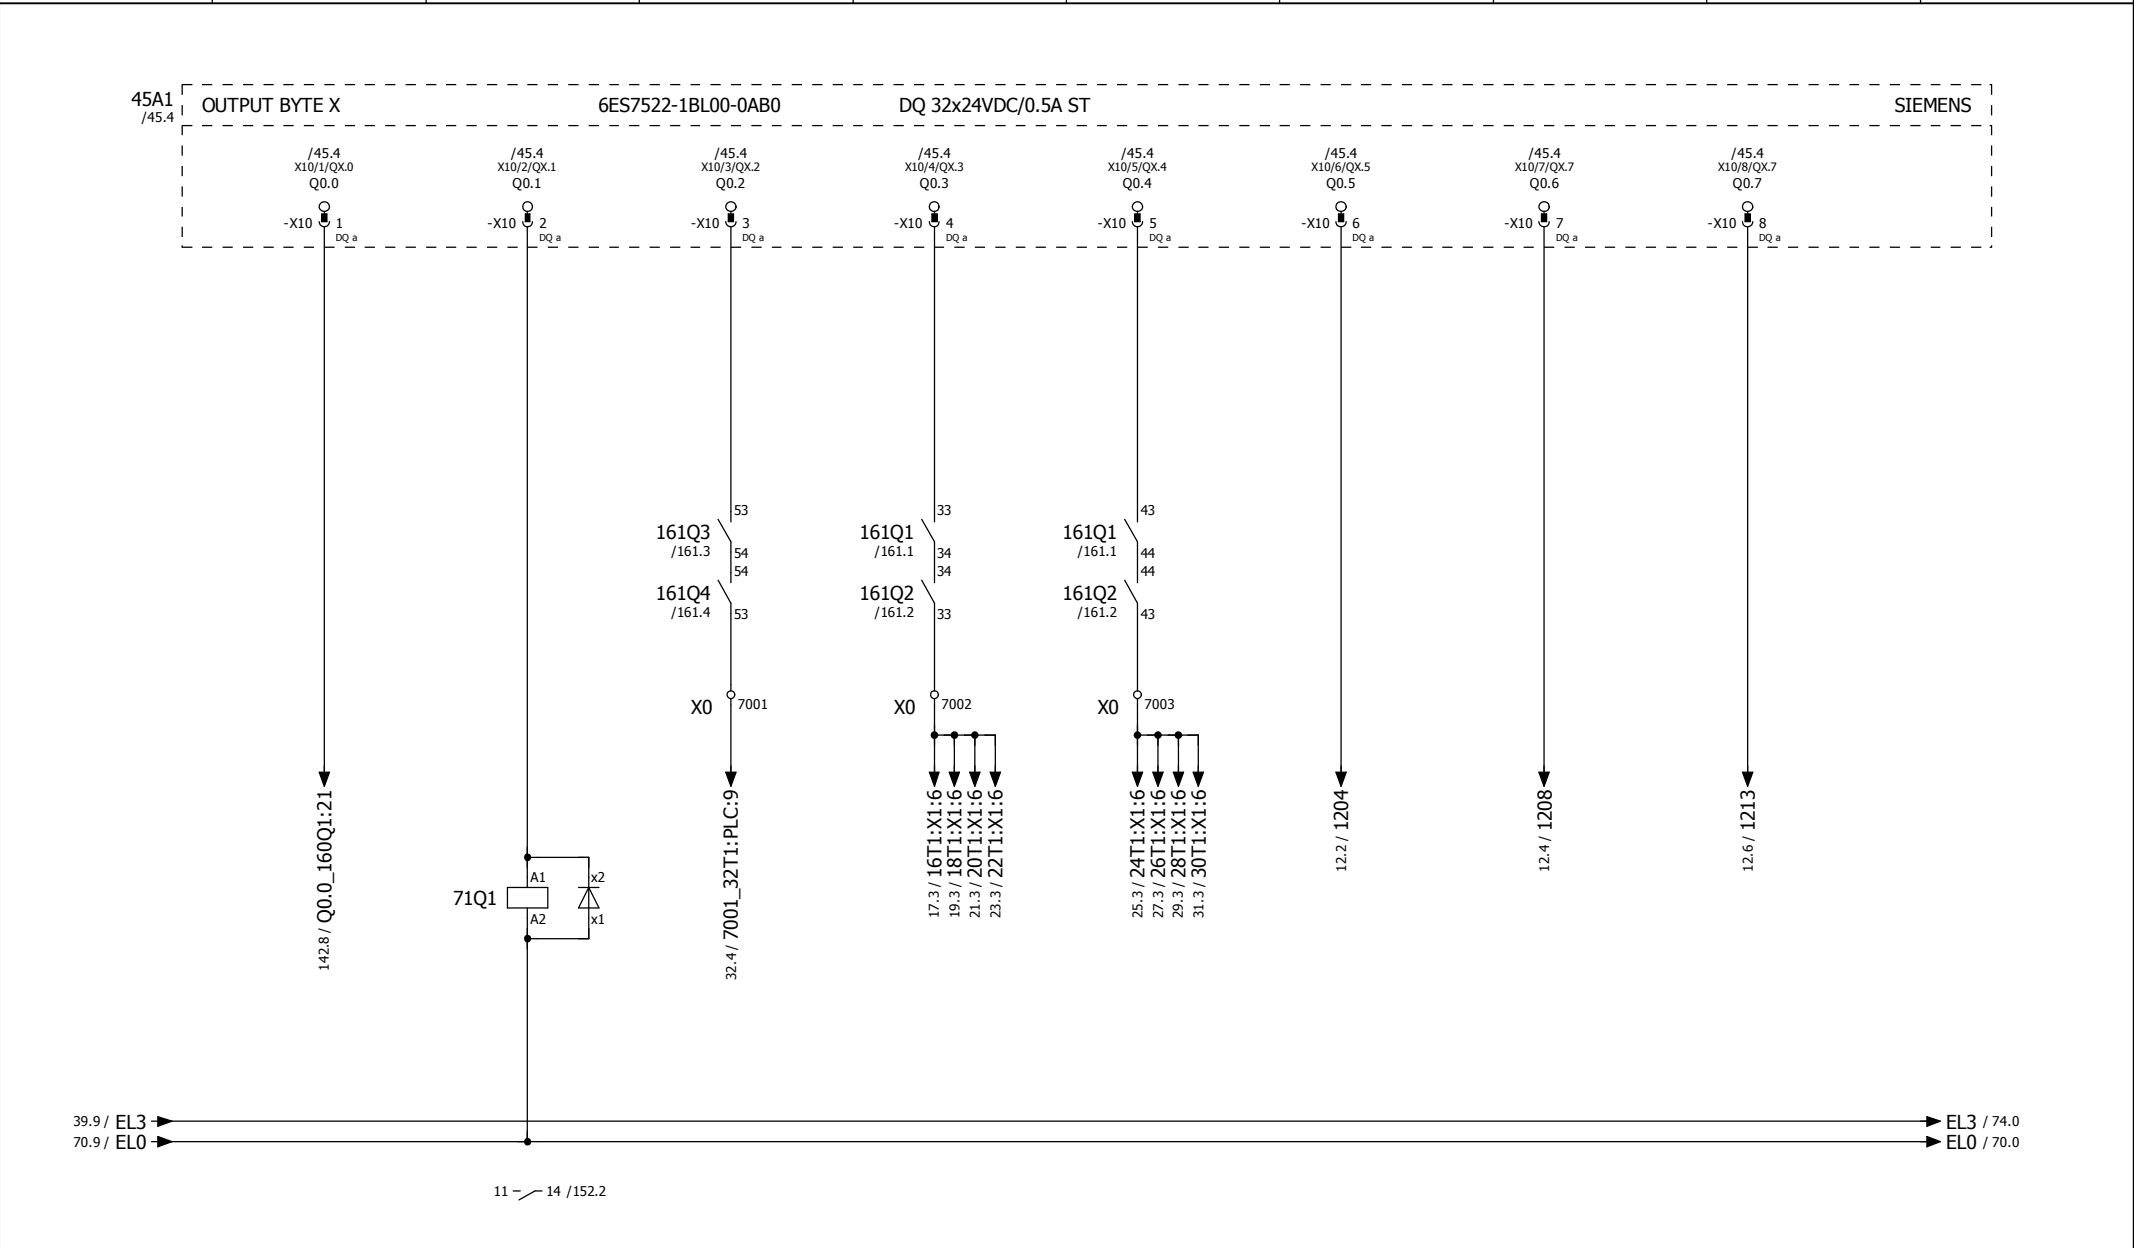 45A1
/45.4
OUTPUT BYTE X 6ES7522-1BL00-0AB0 DQ 32x24VDC/0.5A ST SIEMENS
/45.4 /45.4 /45.4 /45.4 /45.4 /45.4 /45.4 /45.4
X10/1/QX.0 X10/2/QX.1 X10/3/QX.2 X10/4/QX.3 X10/5/QX.4 X10/6/QX.5 X10/7/QX.7 X10/8/QX.7
Q0.0 Q0.1 Q0.2 Q0.3 Q0.4 Q0.5 Q0.6 Q0.7
-X10 1 -X10 2 -X10 3 -X10 4 -X10 5 -X10 6 -X10 7 -X10 8
DQ a DQ a DQ a DQ a DQ a DQ a DQ a DQ a
53 33 43
161Q3 161Q1 161Q1
/161.3 54 /161.1 34 /161.1 44
54 34 44
161Q4 161Q2 161Q2
/161.4 53 /161.2 33 /161.2 43
X0 7001 X0 7002 X0 7003
142.8 / Q0.0_160Q1:21
32.4 / 7001_32T1:PLC:9
17.3 / 16T1:X1:6
19.3 / 18T1:X1:6
21.3 / 20T1:X1:6
23.3 / 22T1:X1:6
25.3 / 24T1:X1:6
27.3 / 26T1:X1:6
29.3 / 28T1:X1:6
31.3 / 30T1:X1:6
12.2 / 1204
12.4 / 1208
12.6 / 1213
A1 x2
71Q1
A2 x1
39.9 / EL3 EL3 / 74.0
70.9 / EL0 EL0 / 70.0
11 14 /152.2